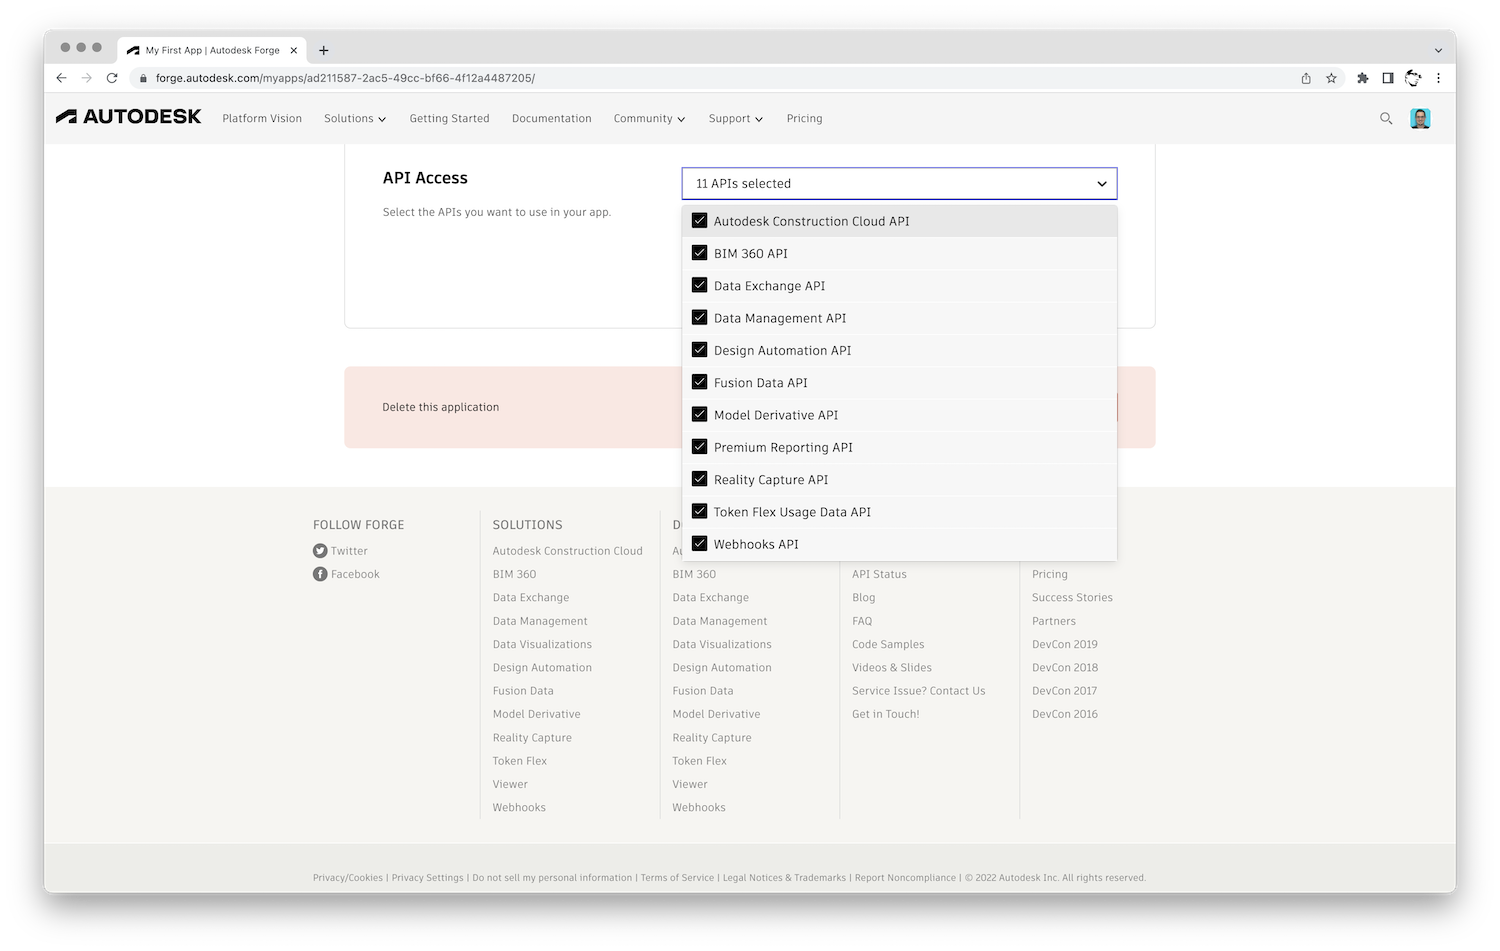 My First App | Autodesk Forge
forge.autodesk.com/myapps/ad211587-2ac5-49cc-bf66-4f12a4487205/
AUTODESK
Platform Vision
Solutions
Getting Started
Documentation
Community
Support
Pricing
API Access
Select the APIs you want to use in your app.
11 APIs selected
Autodesk Construction Cloud API
BIM 360 API
Data Exchange API
Data Management API
Design Automation API
Fusion Data API
Model Derivative API
Premium Reporting API
Reality Capture API
Token Flex Usage Data API
Webhooks API
Delete this application
FOLLOW FORGE
Twitter
Facebook
SOLUTIONS
Autodesk Construction Cloud
BIM 360
Data Exchange
Data Management
Data Visualizations
Design Automation
Fusion Data
Model Derivative
Reality Capture
Token Flex
Viewer
Webhooks
BIM 360
Data Exchange
Data Management
Data Visualizations
Design Automation
Fusion Data
Model Derivative
Reality Capture
Token Flex
Viewer
Webhooks
API Status
Blog
FAQ
Code Samples
Videos & Slides
Service Issue? Contact Us
Get in Touch!
Pricing
Success Stories
Partners
DevCon 2019
DevCon 2018
DevCon 2017
DevCon 2016
Privacy/Cookies | Privacy Settings | Do not sell my personal information | Terms of Service | Legal Notices & Trademarks | Report Noncompliance | © 2022 Autodesk Inc. All rights reserved.